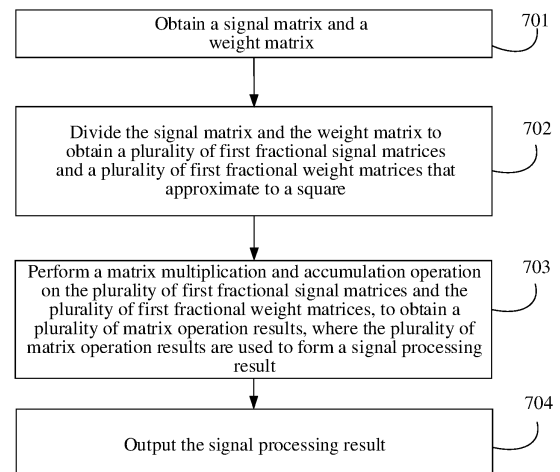 Obtain a signal matrix and a
weight matrix
701
Divide the signal matrix and the weight matrix to
obtain a plurality of first fractional signal matrices
and a plurality of first fractional weight matrices that
approximate to a square
702
Perform a matrix multiplication and accumulation operation
on the plurality of first fractional signal matrices and the
plurality of first fractional weight matrices, to obtain a
plurality of matrix operation results, where the plurality of
matrix operation results are used to form a signal processing
result
703
Output the signal processing result
704